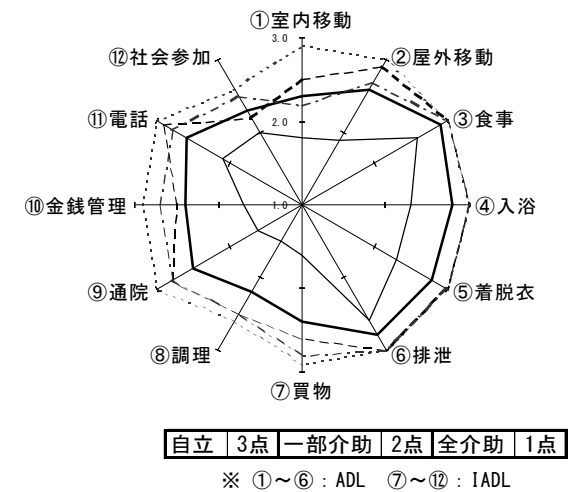 ①室内移動
3.0
⑫社会参加
②屋外移動
⑪電話
2.0
③食事
⑩金銭管理
1.0
④入浴
⑨通院
⑤着脱衣
⑧調理
⑥排泄
⑦買物
自立 3点 一部介助 2点 全介助 1点
※ ①～⑥：ADL ⑦～⑫：IADL